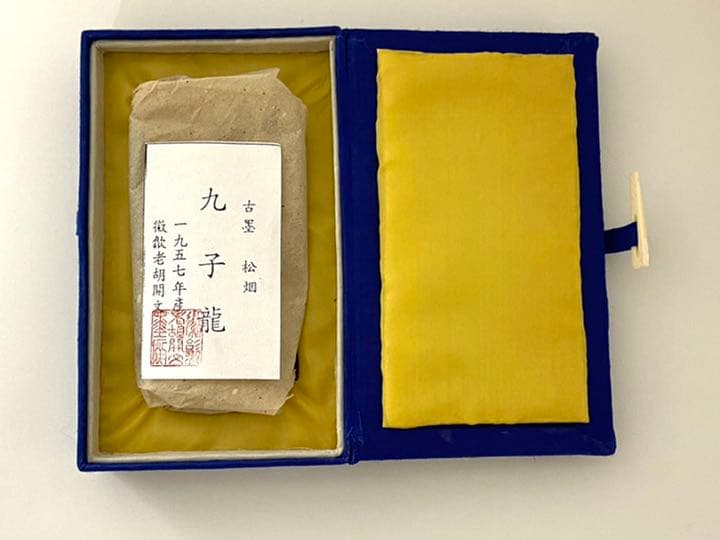 古墨 松烟
九子龍
一九五七年產
徽歙老胡開文